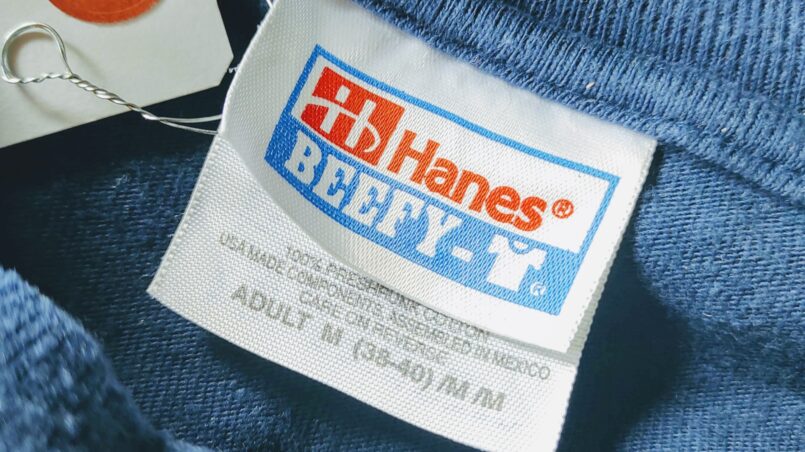 Hanes®
BEEFY-T®
100% PRESHRUNK COTTON
USA MADE COMPONENTS, ASSEMBLED IN MEXICO
CARE ON REVERSE
ADULT M (38-40) /M /M